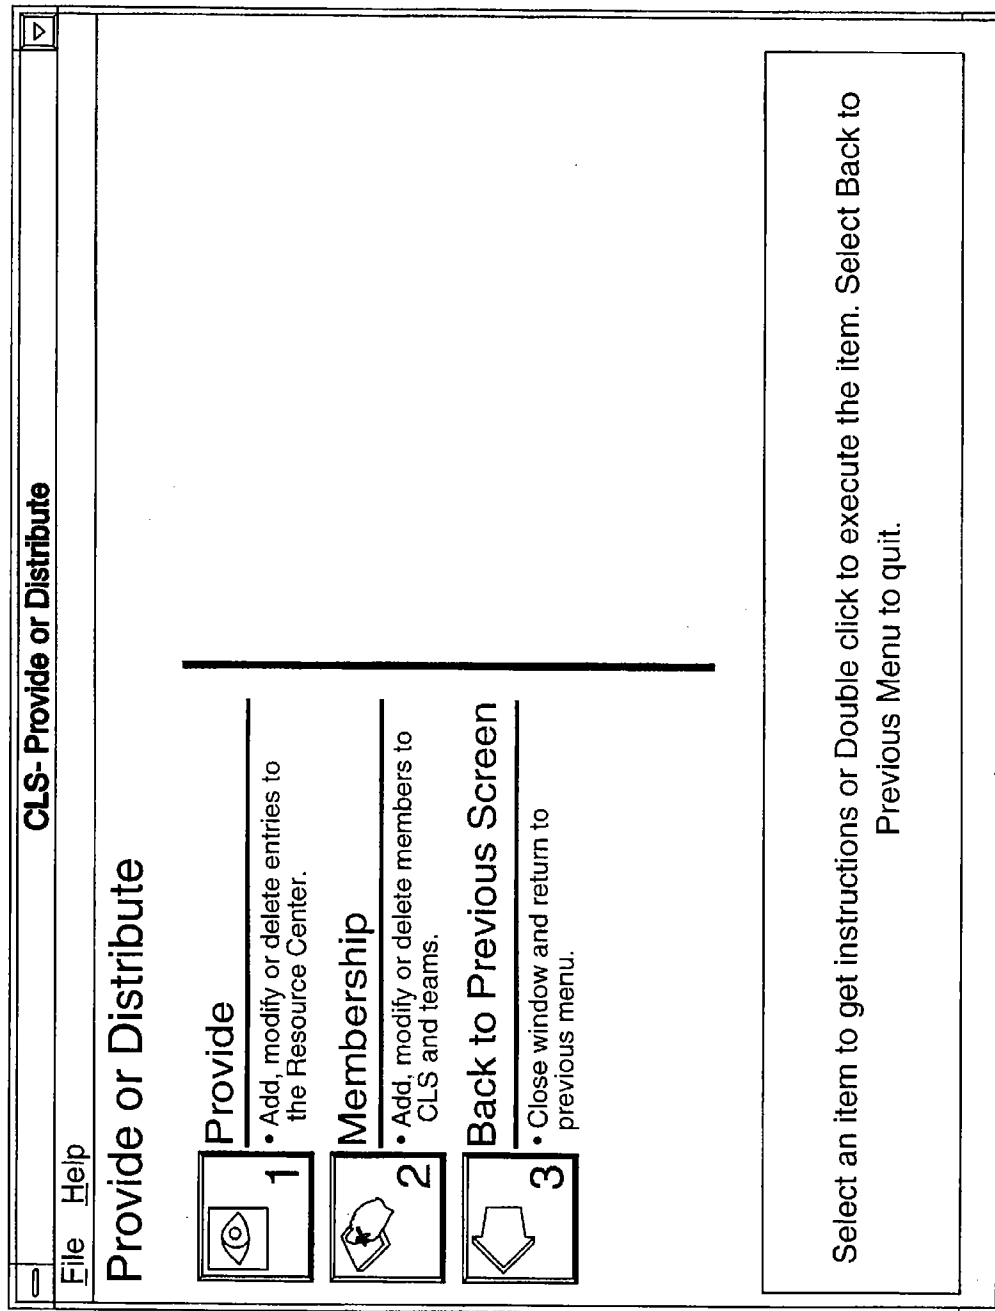 CLS- Provide or Distribute
File Help
Provide or Distribute
1
Provide
• Add, modify or delete entries to
the Resource Center.
2
Membership
• Add, modify or delete members to
CLS and teams.
3
Back to Previous Screen
• Close window and return to
previous menu.
Select an item to get instructions or Double click to execute the item. Select Back to
Previous Menu to quit.